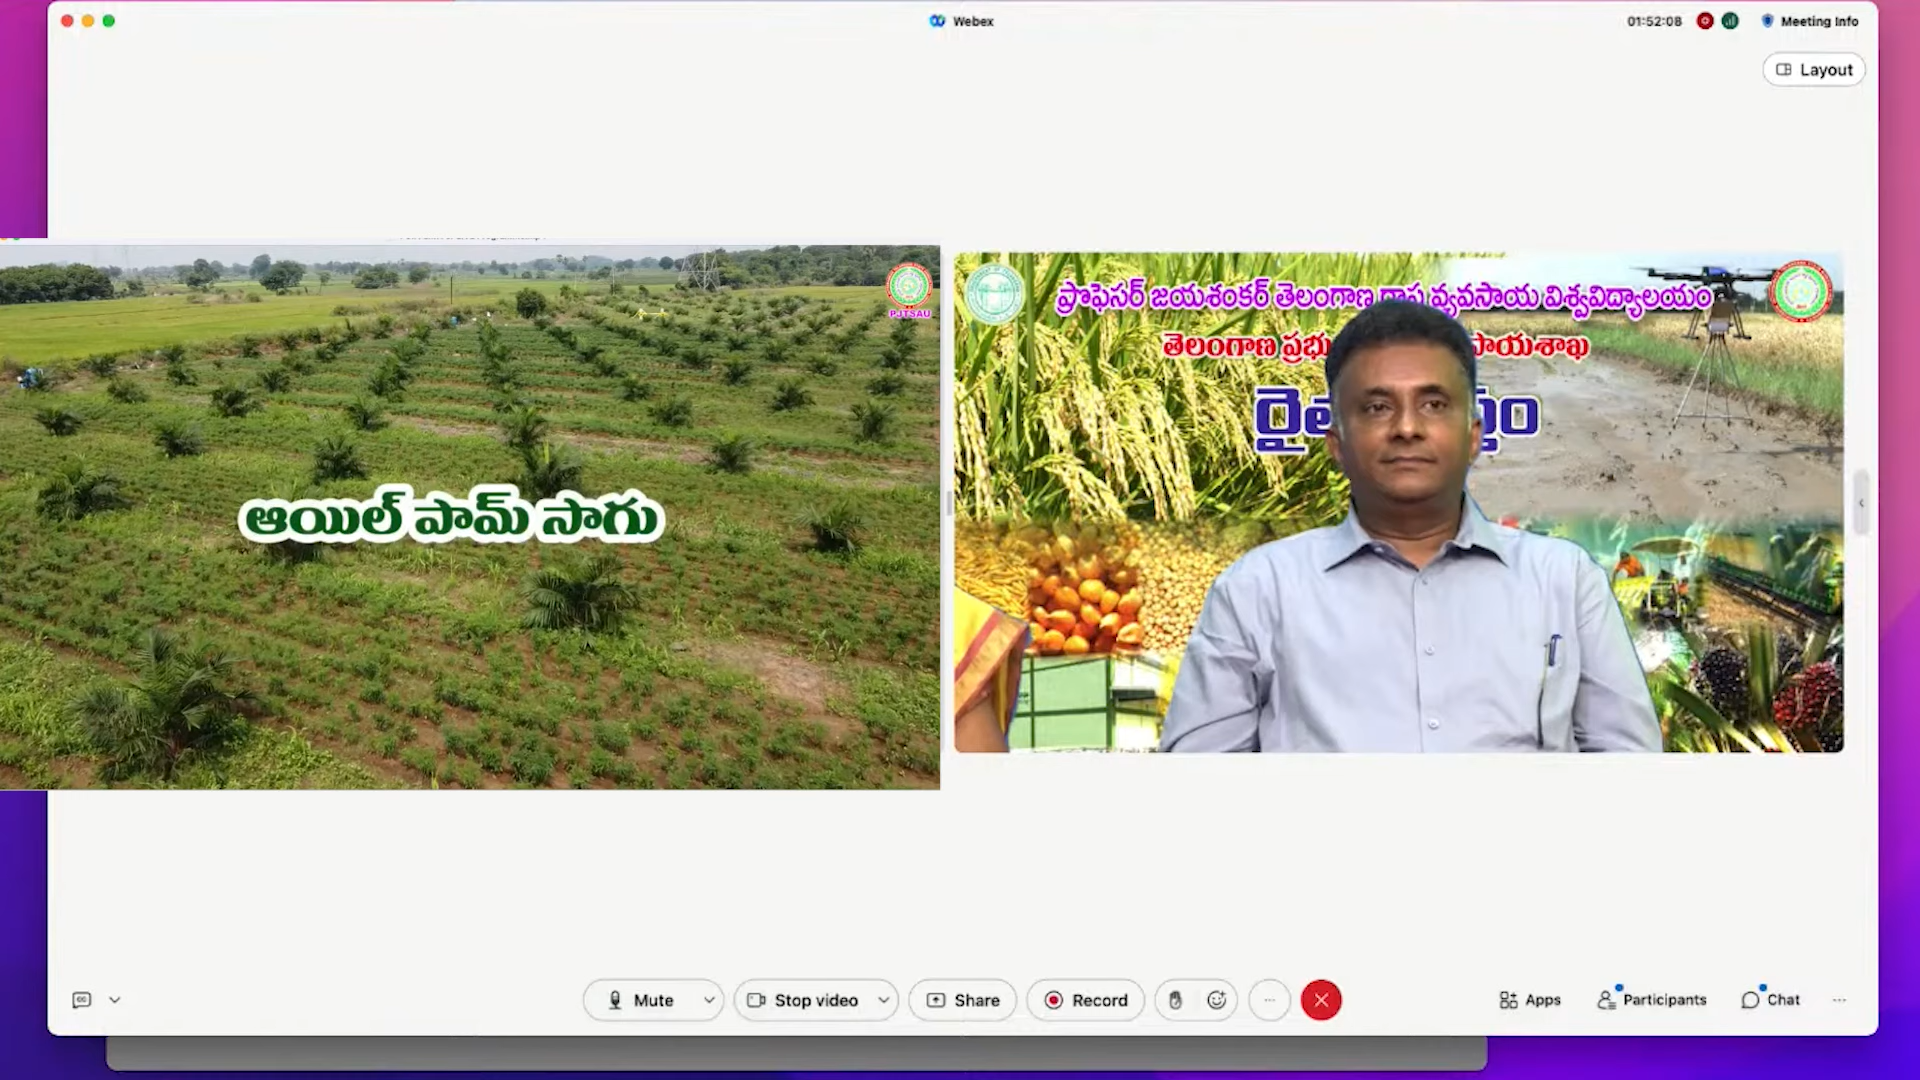 Webex
01:52:08
Meeting Info
Layout
PJTSAU
ఆయిల్ పామ్ సాగు
ప్రొఫెసర్ జయశంకర్ తెలంగాణ రాష్ట్ర వ్యవసాయ విశ్వవిద్యాలయం
తెలంగాణ
Mute
Stop video
Share
Record
Apps
Participants
Chat